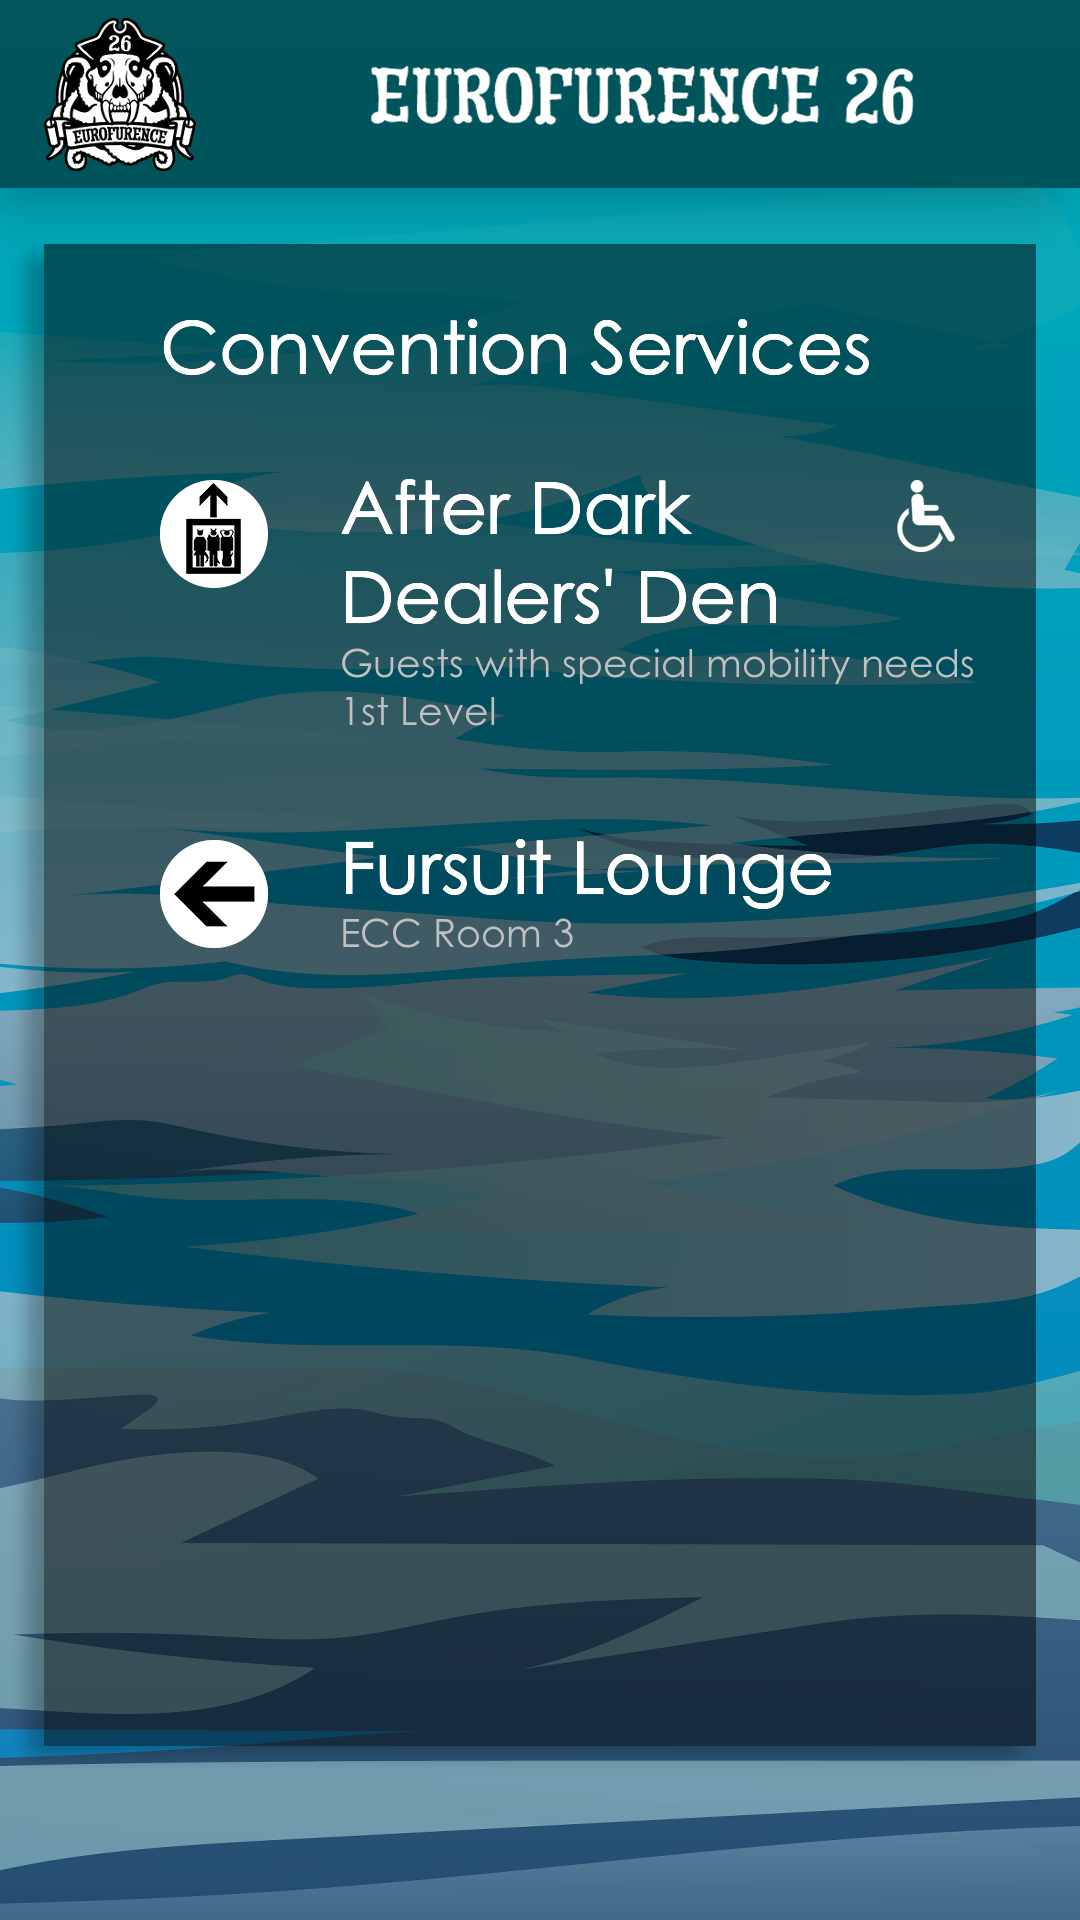 26
EUROFURENCE
EUROFURENCE 26
Convention Services
After Dark
Dealers' Den
Guests with special mobility needs
1st Level
Fursuit Lounge
ECC Room 3